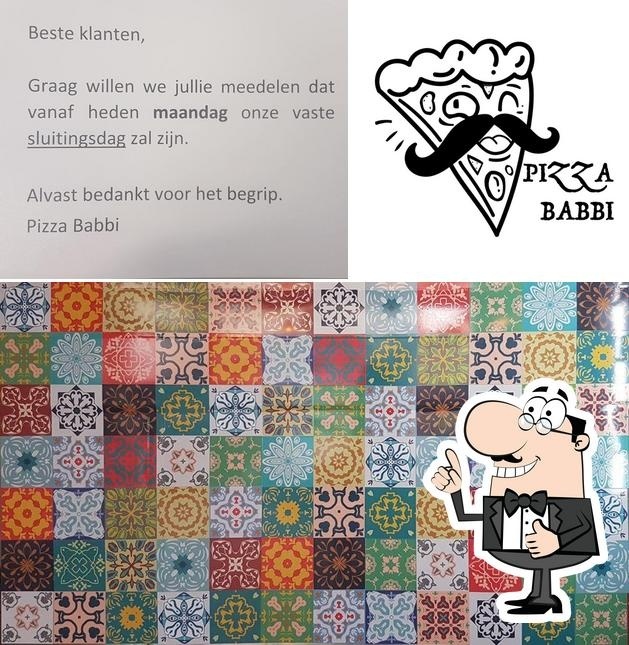 Beste klanten,
Graag willen we jullie meedelen dat
vanaf heden maandag onze vaste
sluitingsdag zal zijn.
Alvast bedankt voor het begrip.
Pizza Babbi
PIZZA
BABBI